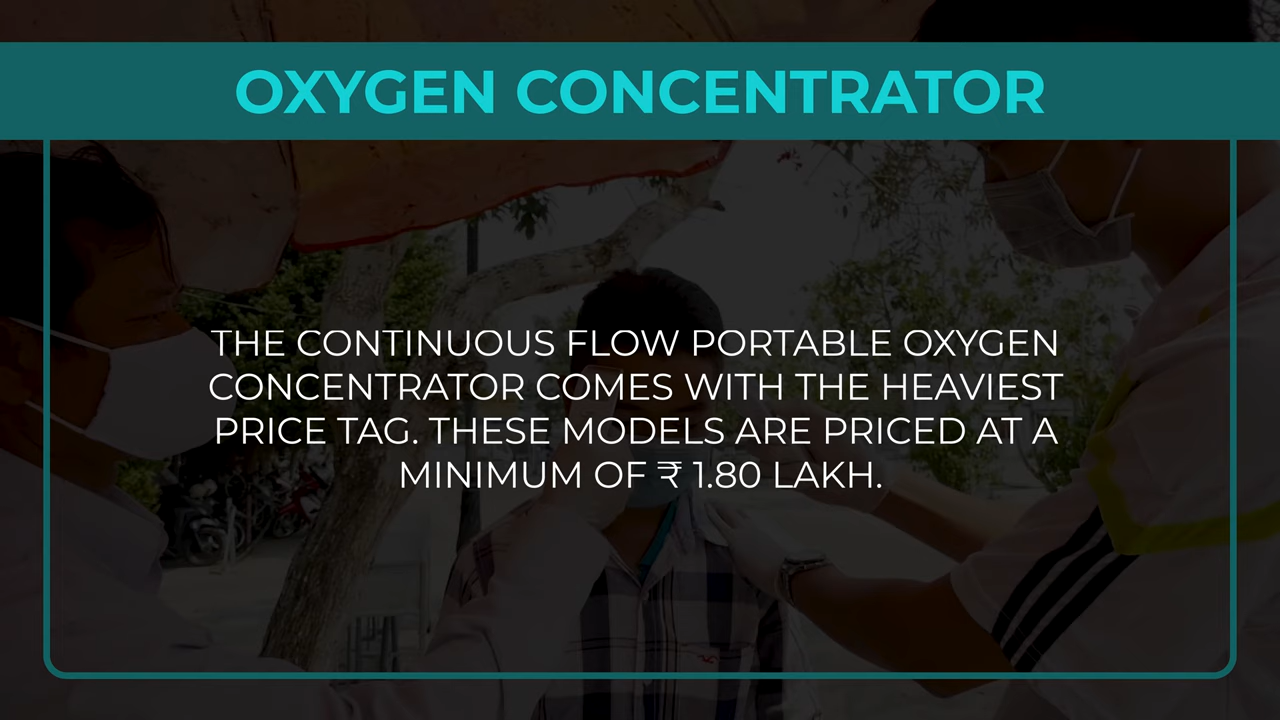 OXYGEN CONCENTRATOR
THE CONTINUOUS FLOW PORTABLE OXYGEN
CONCENTRATOR COMES WITH THE HEAVIEST
PRICE TAG. THESE MODELS ARE PRICED AT A
MINIMUM OF ₹ 1.80 LAKH.